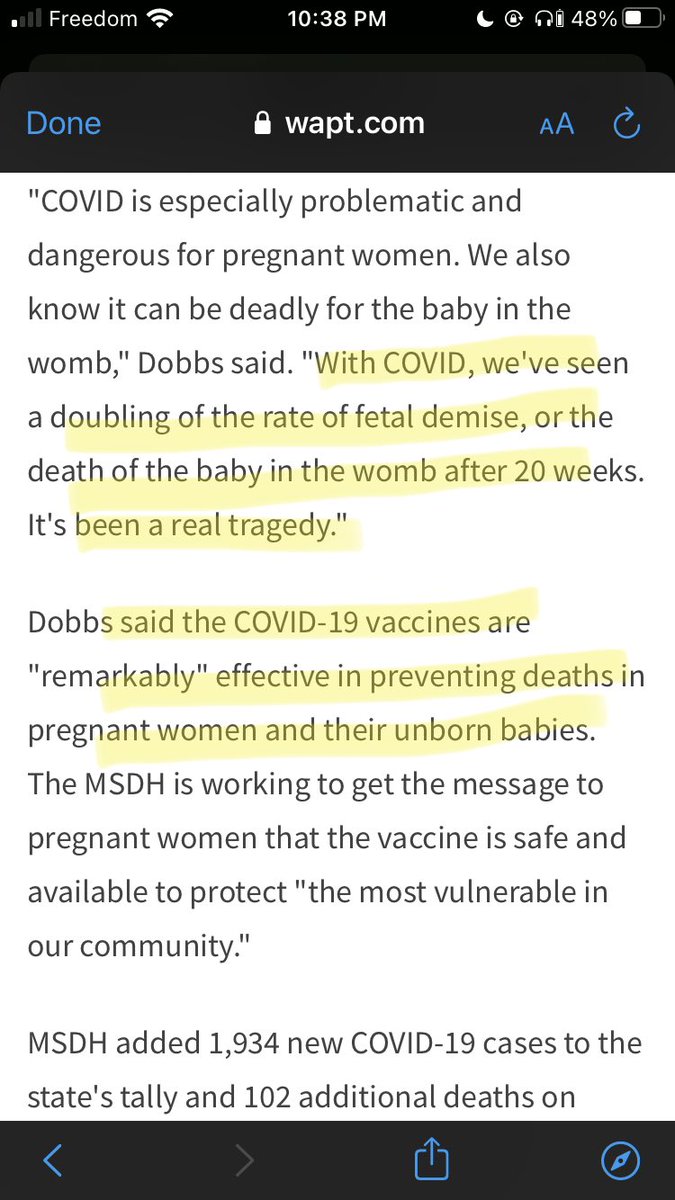 Freedom 10:38 PM 48%
Done wapt.com AA
"COVID is especially problematic and
dangerous for pregnant women. We also
know it can be deadly for the baby in the
womb," Dobbs said. "With COVID, we've seen
a doubling of the rate of fetal demise, or the
death of the baby in the womb after 20 weeks.
It's been a real tragedy."
Dobbs said the COVID-19 vaccines are
"remarkably" effective in preventing deaths in
pregnant women and their unborn babies.
The MSDH is working to get the message to
pregnant women that the vaccine is safe and
available to protect "the most vulnerable in
our community."
MSDH added 1,934 new COVID-19 cases to the
state's tally and 102 additional deaths on